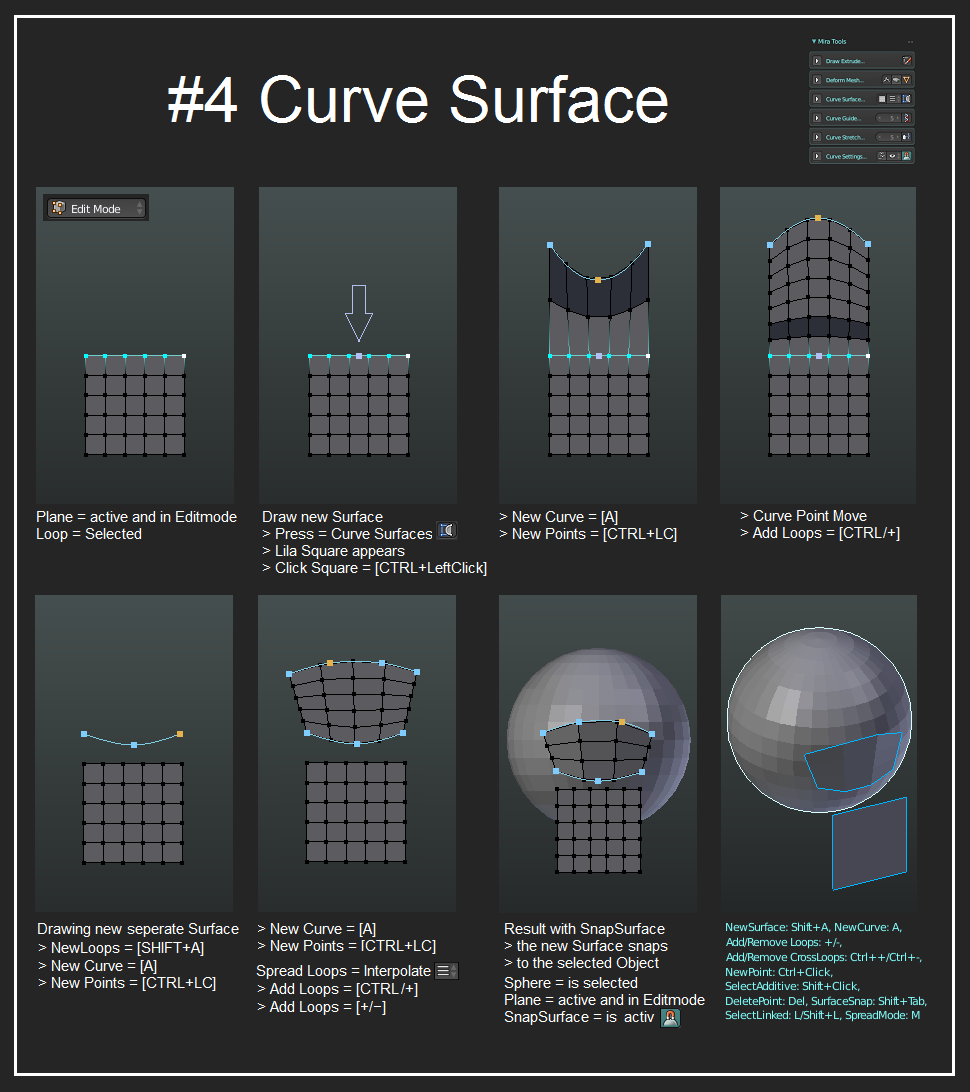 Mira Tools
Draw Extrude...
Deform Mesh...
Curve Surface...
Curve Guide...
5
Curve Stretch...
5
Curve Settings...
#4 Curve Surface
Edit Mode
Plane = active and in Editmode
Loop = Selected
Draw new Surface
> Press = Curve Surfaces
> Lila Square appears
> Click Square = [CTRL+LeftClick]
> New Curve = [A]
> New Points = [CTRL+LC]
> Curve Point Move
> Add Loops = [CTRL/+]
Drawing new seperate Surface
> NewLoops = [SHIFT+A]
> New Curve = [A]
> New Points = [CTRL+LC]
> New Curve = [A]
> New Points = [CTRL+LC]
Spread Loops = Interpolate
> Add Loops = [CTRL/+]
> Add Loops = [+/−]
Result with SnapSurface
> the new Surface snaps
> to the selected Object
Sphere = is selected
Plane = active and in Editmode
SnapSurface = is activ
NewSurface: Shift+A, NewCurve: A,
Add/Remove Loops: +/-,
Add/Remove CrossLoops: Ctrl++/Ctrl+-,
NewPoint: Ctrl+Click,
SelectAdditive: Shift+Click,
DeletePoint: Del, SurfaceSnap: Shift+Tab,
SelectLinked: L/Shift+L, SpreadMode: M